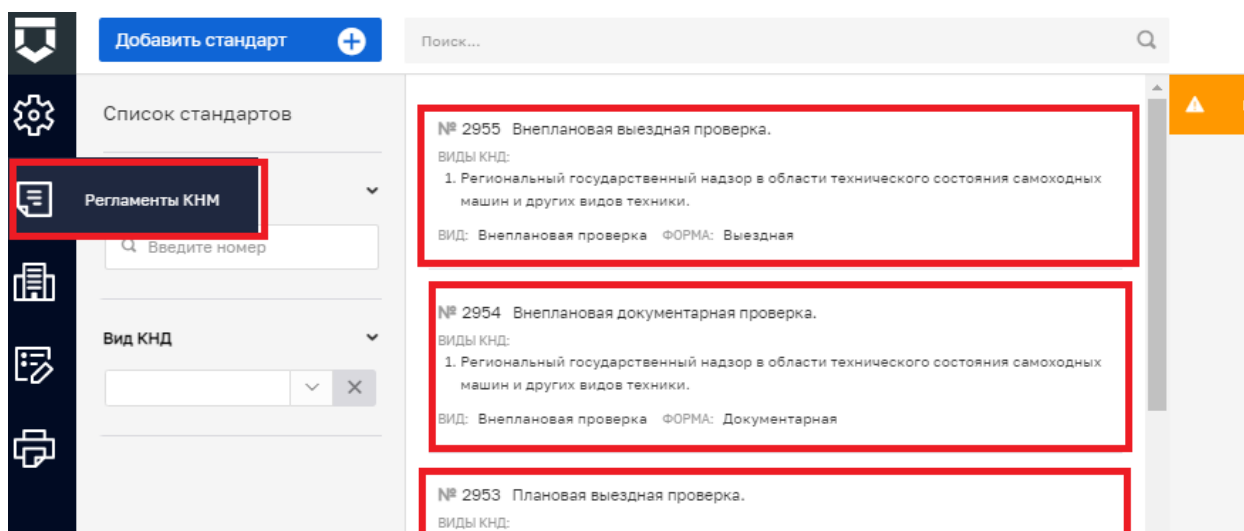 Добавить стандарт
Поиск...
Список стандартов
Регламенты КНМ
Введите номер
Вид КНД
№ 2955 Внеплановая выездная проверка.
ВИДЫ КНД:
1. Региональный государственный надзор в области технического состояния самоходных
машин и других видов техники.
ВИД: Внеплановая проверка ФОРМА: Выездная
№ 2954 Внеплановая документарная проверка.
ВИДЫ КНД:
1. Региональный государственный надзор в области технического состояния самоходных
машин и других видов техники.
ВИД: Внеплановая проверка ФОРМА: Документарная
№ 2953 Плановая выездная проверка.
ВИДЫ КНД: